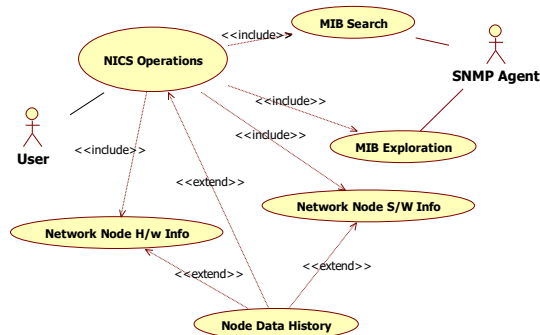 MIB Search
<<include>>
NICS Operations
SNMP Agent
<<include>>
<<include>>
User
<<include>>
MIB Exploration
<<extend>>
Network Node S/W Info
Network Node H/w Info
<<extend>>
<<extend>>
Node Data History